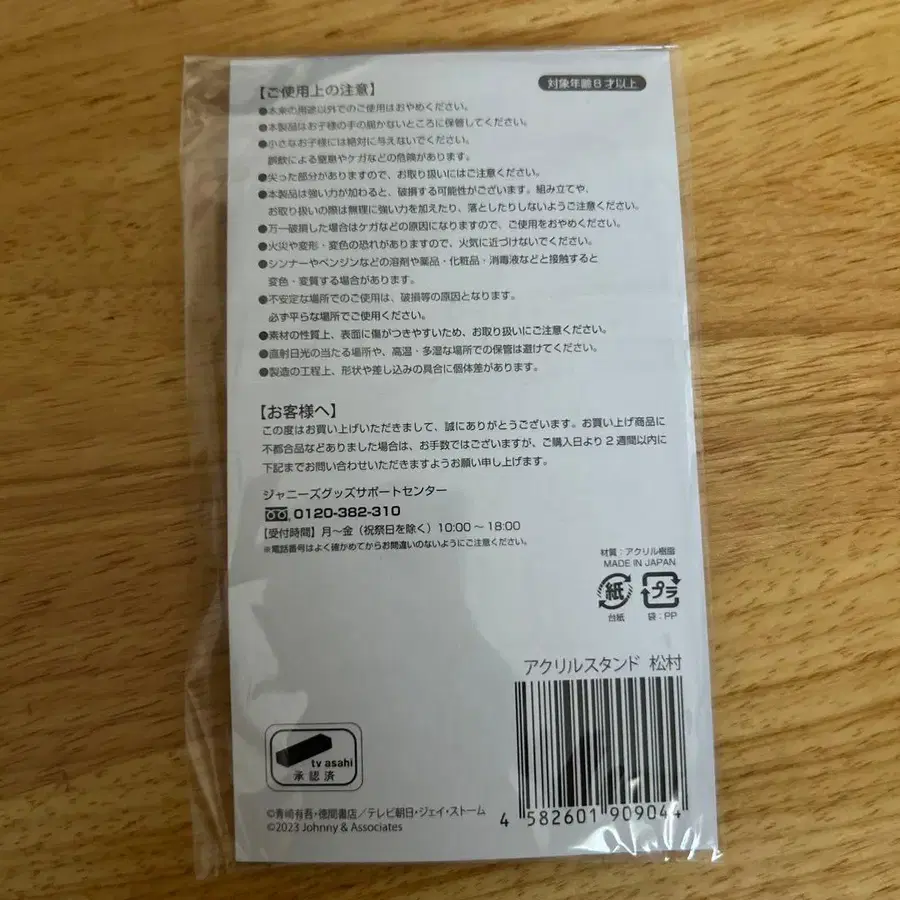 【ご使用上の注意】
対象年齢6才以上
●本来の用途以外でのご使用はおやめください。
●本製品はお子様の手の届かないところに保管してください。
●小さなお子様には絶対に与えないでください。
誤飲による窒息やケガなどの危険があります。
●尖った部分がありますので、お取り扱いにはご注意ください。
●本製品は強い力が加わると、破損する可能性がございます。組み立てや、
お取り扱いの際は無理に強い力を加えたり、落としたりしないようご注意ください。
●万一破損した場合はケガなどの原因になりますので、ご使用をおやめください。
●火災や変形・変色の恐れがありますので、火気に近づけないでください。
●シンナーやベンジンなどの溶剤や薬品・化粧品・消毒液などと接触すると
変色・変質する場合があります。
●不安定な場所でのご使用は、破損等の原因となります。
必ず平らな場所でご使用ください。
●素材の性質上、表面に傷がつきやすいため、お取り扱いにご注意ください。
●直射日光の当たる場所や、高温・多湿な場所での保管は避けてください。
●製造の工程上、形状や差し込みの具合に個体差があります。
【お客様へ】
この度はお買い上げいただきまして、誠にありがとうございます。お買い上げ商品に
不都合品などありました場合は、お手数ではございますが、ご購入日より2週間以内に
下記までお問い合わせいただきますようお願い申し上げます。
ジャニーズグッズサポートセンター
0120-382-310
【受付時間】月〜金（祝祭日を除く）10:00〜18:00
※電話番号はよく確かめてからお間違いのないようにご注意ください。
材質：アクリル樹脂
MADE IN JAPAN
紙 プラ
台紙 袋：PP
アクリルスタンド 松村
tv asahi
承認済
4 582601 909044
©青崎有吾・徳間書店／テレビ朝日・ジェイ・ストーム
©2023 Johnny & Associates